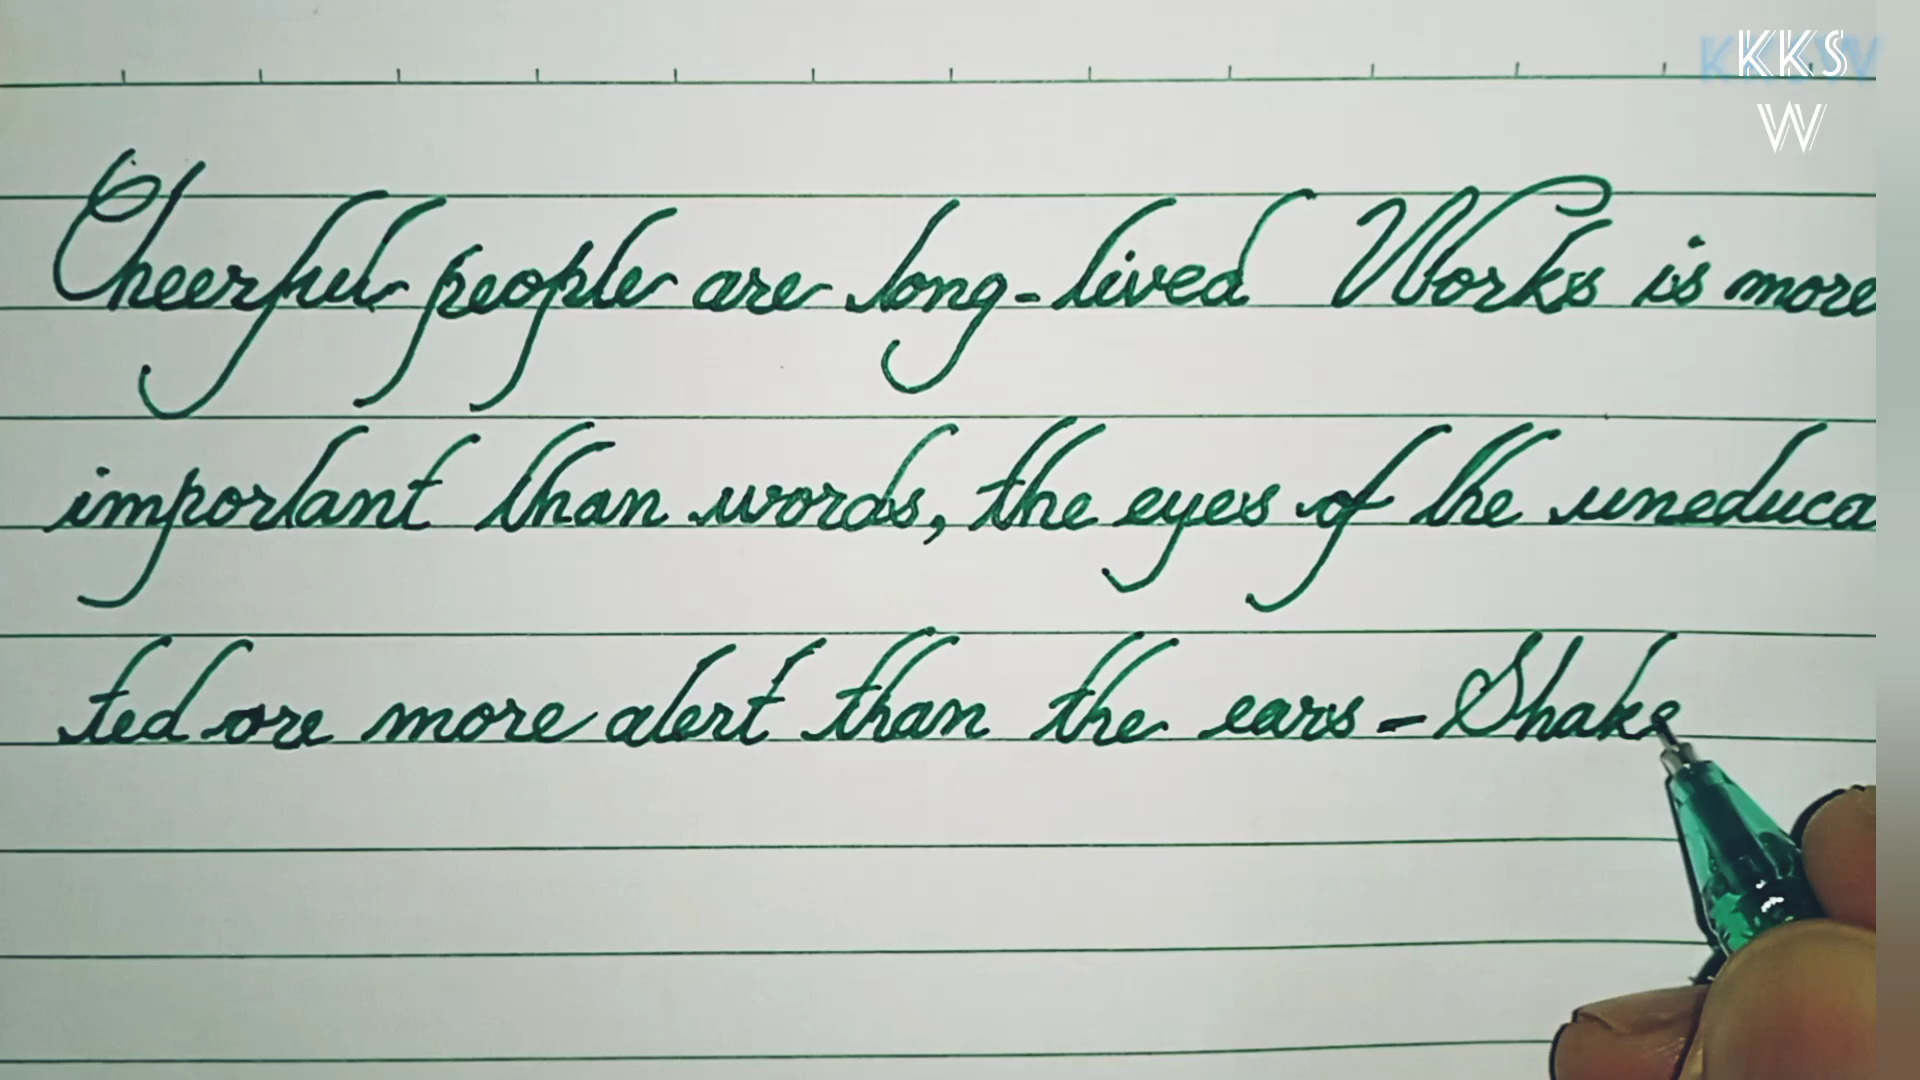 KKS
W
Cheerful people are long-lived Works is more
important than words, the eyes of the uneduca
ted are more alert than the ears - Shake